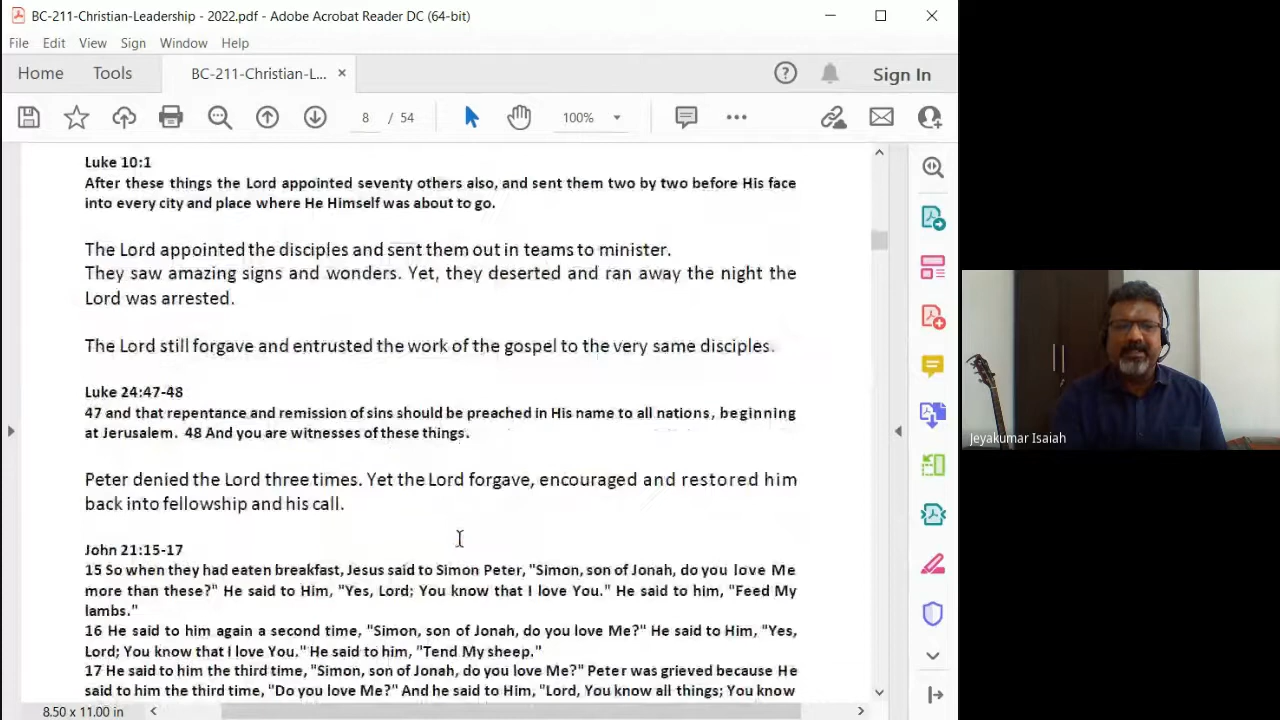 BC-211-Christian-Leadership - 2022.pdf - Adobe Acrobat Reader DC (64-bit)
File Edit View Sign Window Help
Home Tools BC-211-Christian-L... × Sign In
8 / 54 100%
Luke 10:1
After these things the Lord appointed seventy others also, and sent them two by two before His face
into every city and place where He Himself was about to go.
The Lord appointed the disciples and sent them out in teams to minister.
They saw amazing signs and wonders. Yet, they deserted and ran away the night the
Lord was arrested.
The Lord still forgave and entrusted the work of the gospel to the very same disciples.
Luke 24:47-48
47 and that repentance and remission of sins should be preached in His name to all nations, beginning
at Jerusalem. 48 And you are witnesses of these things.
Peter denied the Lord three times. Yet the Lord forgave, encouraged and restored him
back into fellowship and his call.
John 21:15-17
15 So when they had eaten breakfast, Jesus said to Simon Peter, "Simon, son of Jonah, do you love Me
more than these?" He said to Him, "Yes, Lord; You know that I love You." He said to him, "Feed My
lambs."
16 He said to him again a second time, "Simon, son of Jonah, do you love Me?" He said to Him, "Yes,
Lord; You know that I love You." He said to him, "Tend My sheep."
17 He said to him the third time, "Simon, son of Jonah, do you love Me?" Peter was grieved because He
said to him the third time, "Do you love Me?" And he said to Him, "Lord, You know all things; You know
8.50 x 11.00 in
Jeyakumar Isaiah